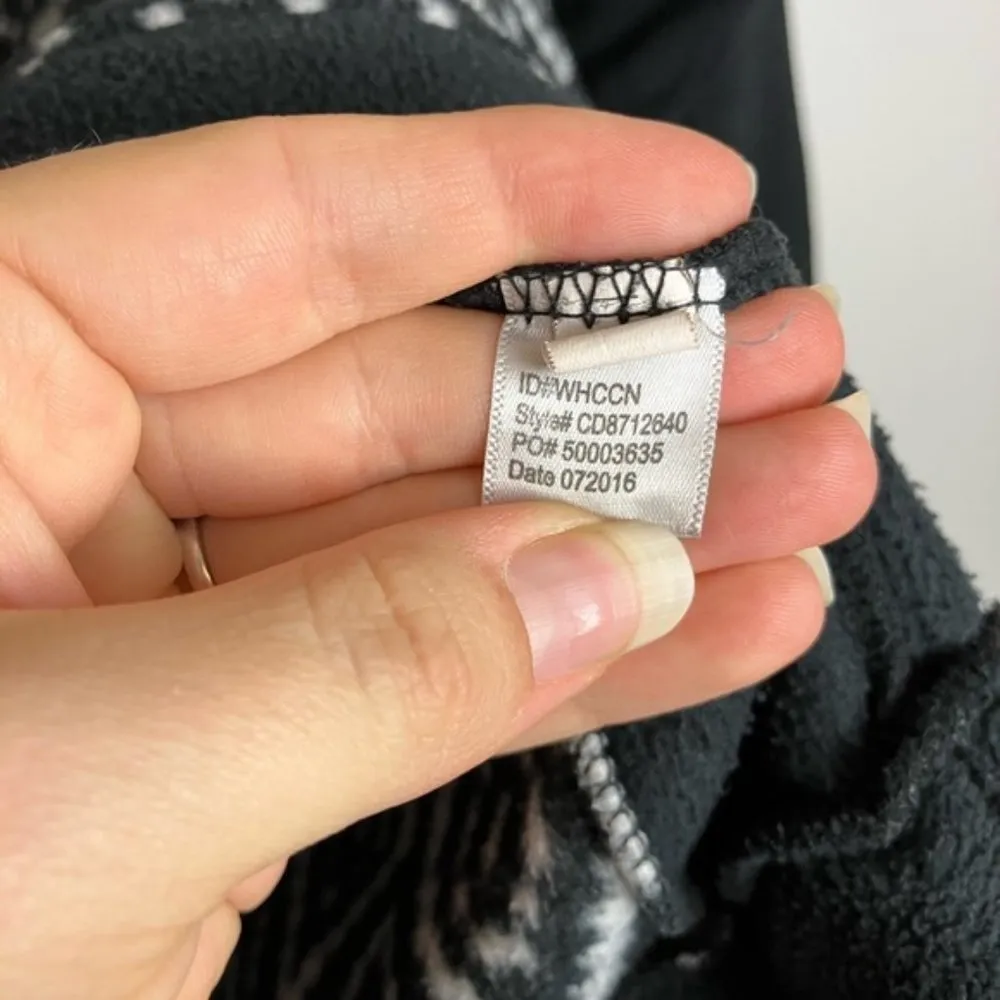 ID#WHCCN
Style# CD8712640
PO# 50003635
Date 072016